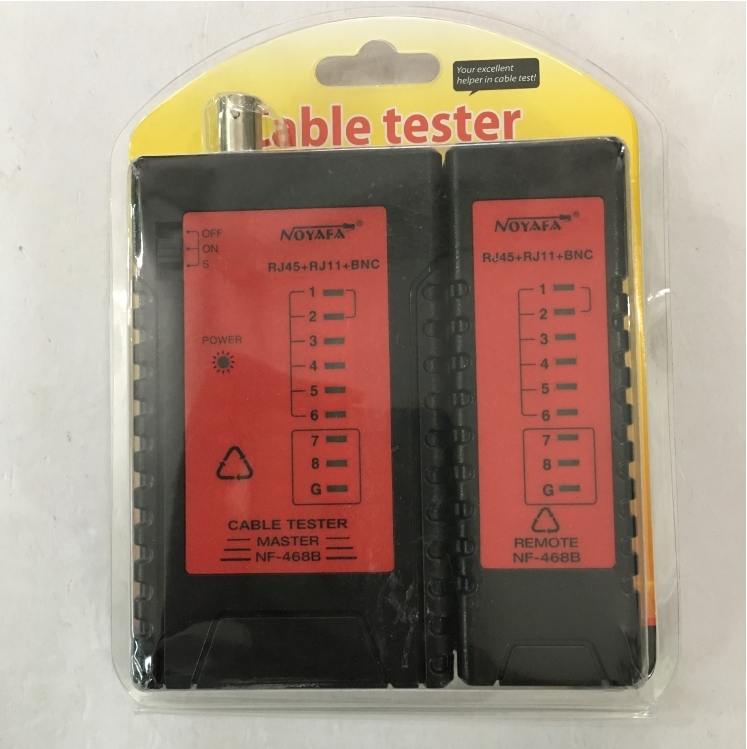 Your excellent
helper in cable test!
cable tester
NOYAFA®
OFF
ON
S
RJ45+RJ11+BNC
1
2
3
4
5
6
7
8
G
POWER
CABLE TESTER
MASTER
NF-468B
NOYAFA®
RJ45+RJ11+BNC
1
2
3
4
5
6
7
8
G
REMOTE
NF-468B